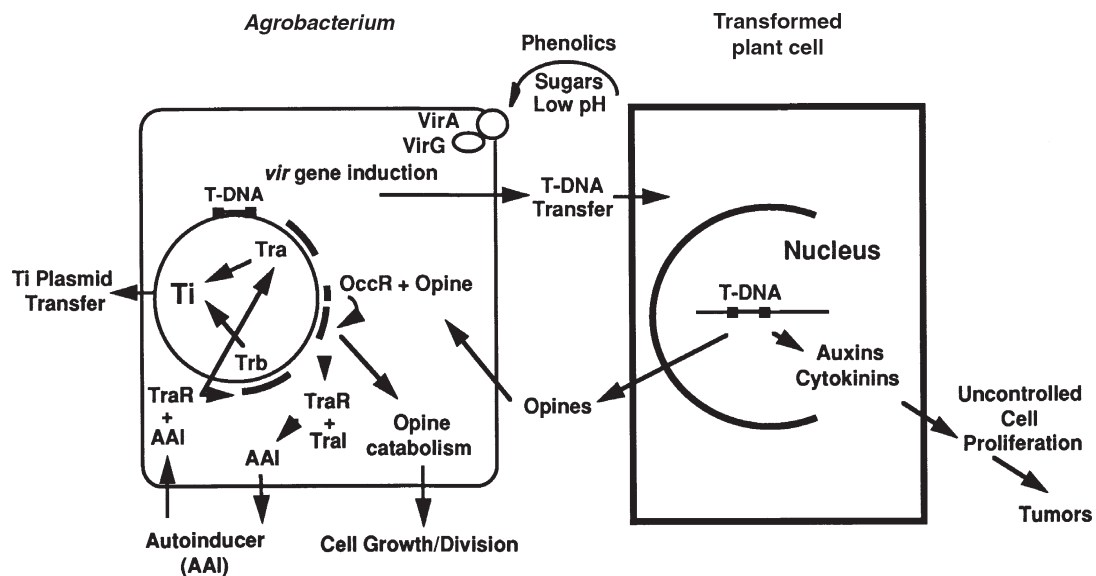 Agrobacterium
Transformed
plant cell
Phenolics
Sugars
Low pH
VirA
VirG
vir gene induction
T-DNA
T-DNA
Transfer
Tra
Ti
Trb
Ti Plasmid
Transfer
OccR + Opine
TraR
+
AAI
TraR
+
TraI
AAI
Opine
catabolism
Autoinducer
(AAI)
Cell Growth/Division
Opines
Nucleus
T-DNA
Auxins
Cytokinins
Uncontrolled
Cell
Proliferation
Tumors